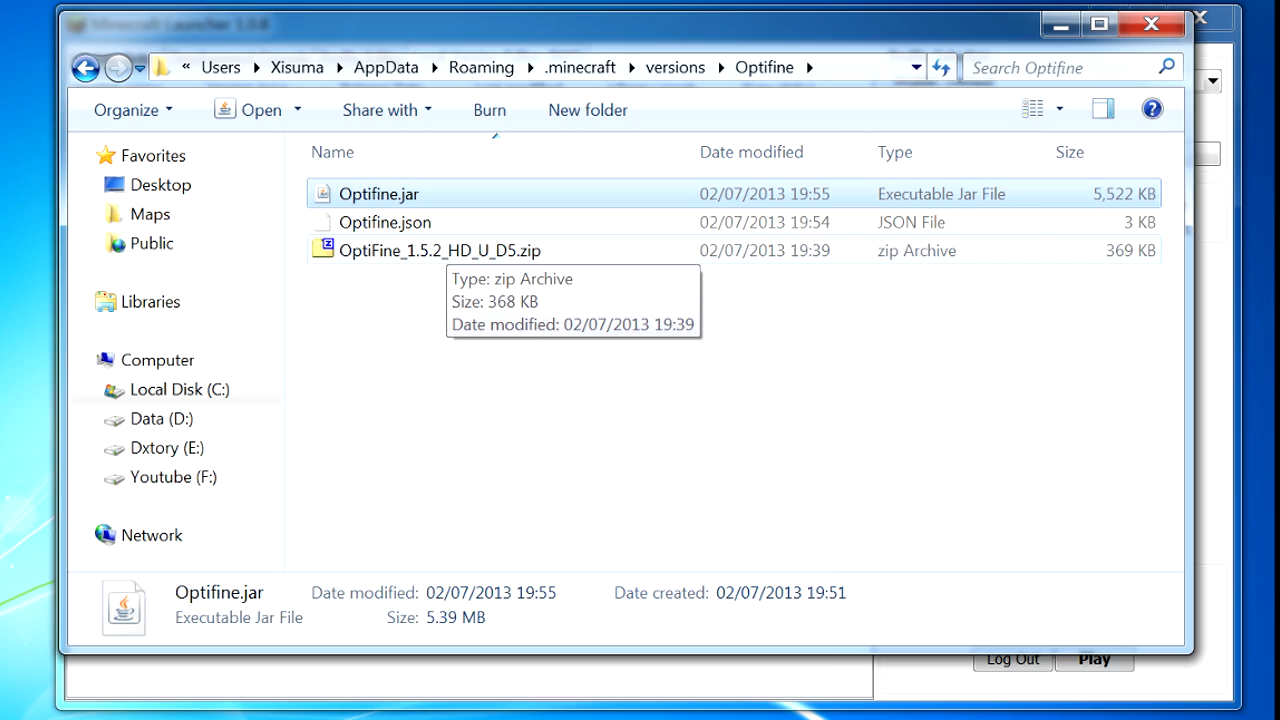 Minecraft Launcher 1.0.8
« Users Xisuma AppData Roaming .minecraft versions Optifine
Search Optifine
Organize Open Share with Burn New folder
Name Date modified Type Size
Favorites
Desktop
Maps
Public
Libraries
Computer
Local Disk (C:)
Data (D:)
Dxtory (E:)
Youtube (F:)
Network
Optifine.jar 02/07/2013 19:55 Executable Jar File 5,522 KB
Optifine.json 02/07/2013 19:54 JSON File 3 KB
OptiFine_1.5.2_HD_U_D5.zip 02/07/2013 19:39 zip Archive 369 KB
Type: zip Archive
Size: 368 KB
Date modified: 02/07/2013 19:39
Optifine.jar Date modified: 02/07/2013 19:55 Date created: 02/07/2013 19:51
Executable Jar File Size: 5.39 MB
Log Out Play